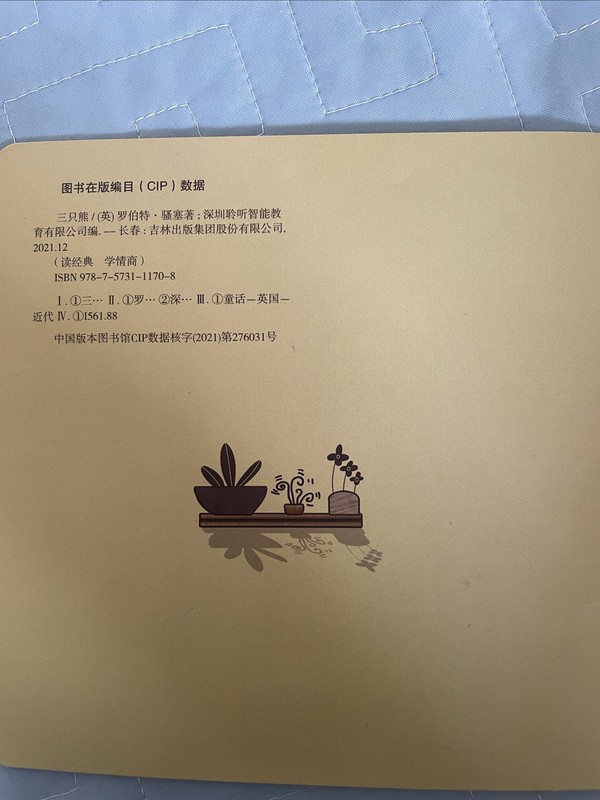 图书在版编目（CIP）数据
三只熊 / (英) 罗伯特·骚塞著 ; 深圳聆听智能教
育有限公司编. -- 长春 : 吉林出版集团股份有限公司,
2021.12
（读经典　学情商）
ISBN 978-7-5731-1170-8
Ⅰ. ①三… Ⅱ. ①罗… ②深… Ⅲ. ①童话－英国－
近代 Ⅳ. ①I561.88
中国版本图书馆CIP数据核字(2021)第276031号